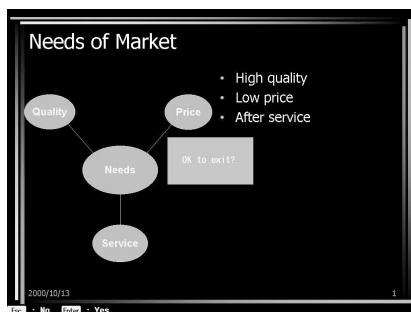 Needs of Market
Quality
Price
Needs
Service
High quality
Low price
After service
OK to exit?
2000/10/13
1
Esc : No Enter : Yes